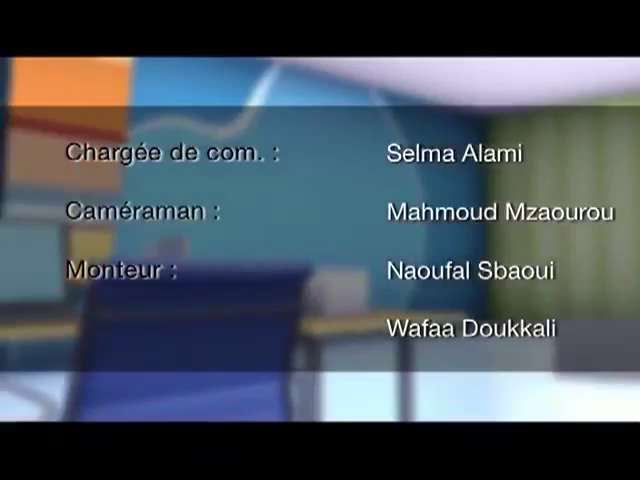 Chargée de com. : Selma Alami
Caméraman : Mahmoud Mzaourou
Monteur : Naoufal Sbaoui
Wafaa Doukkali